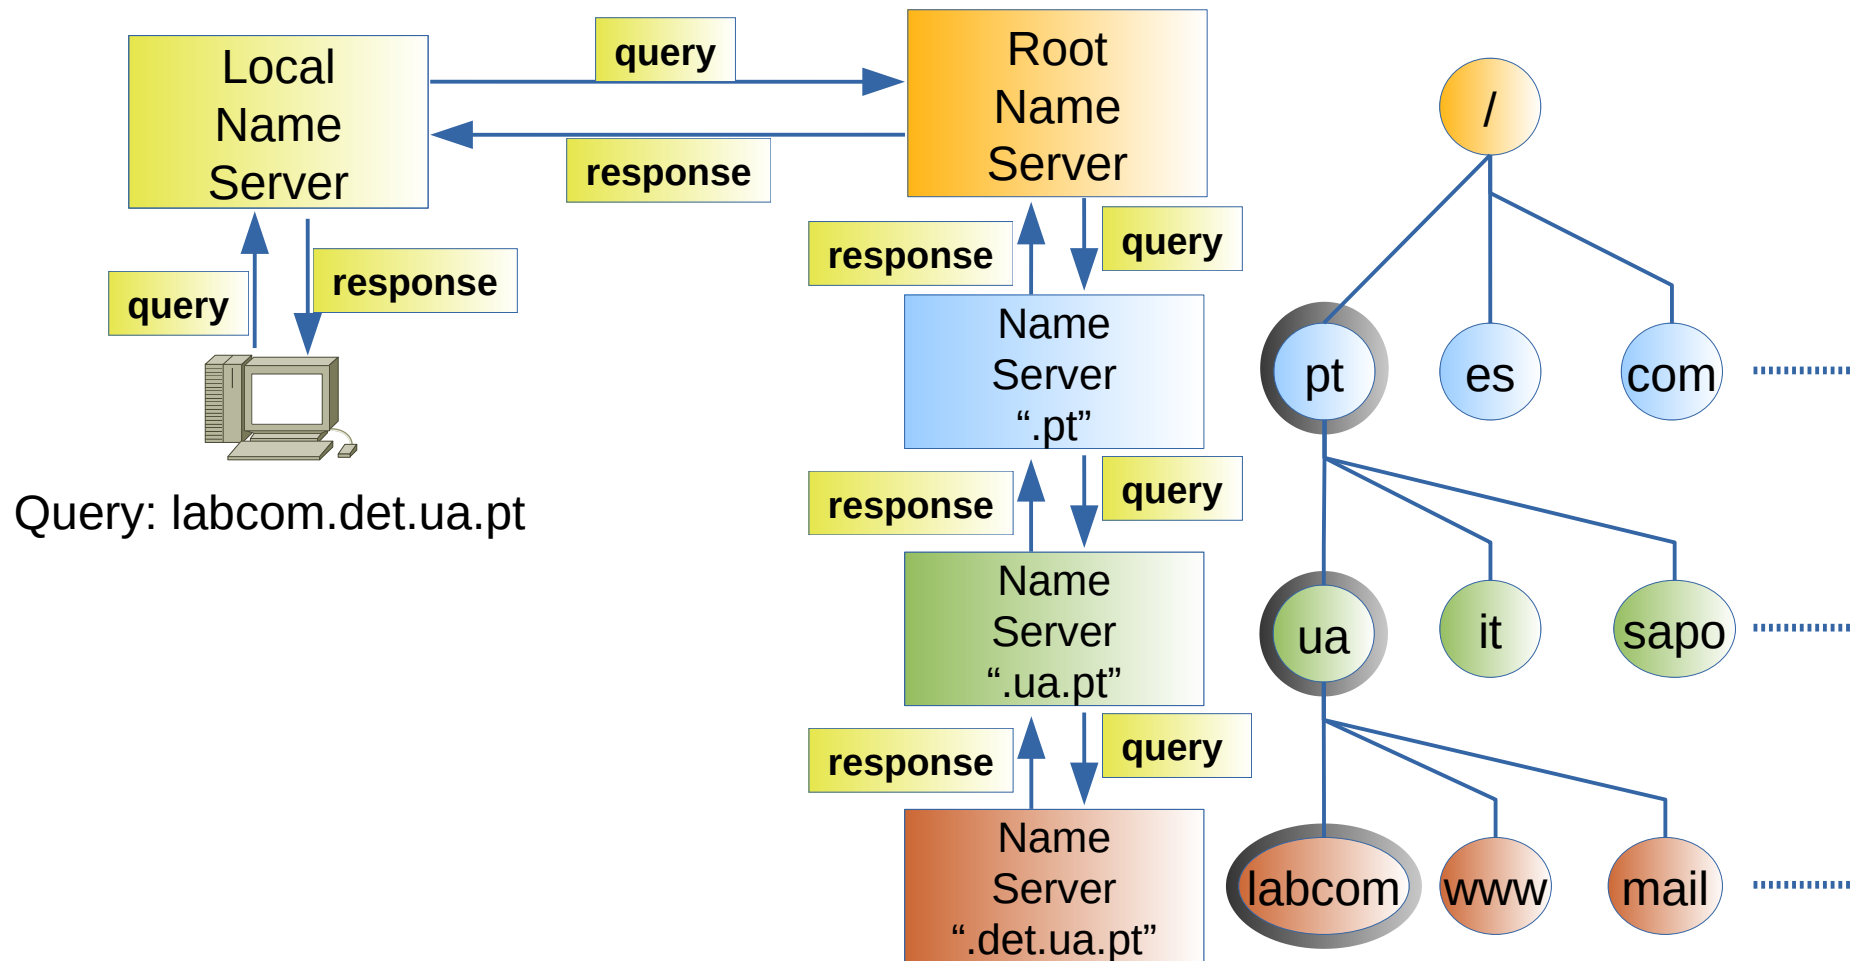 Local
Name
Server
query
response
Root
Name
Server
query
response
Query: labcom.det.ua.pt
response
query
Name
Server
“.pt”
response
query
Name
Server
“.ua.pt”
response
query
Name
Server
“.det.ua.pt”
/
pt
es
com
ua
it
sapo
labcom
www
mail